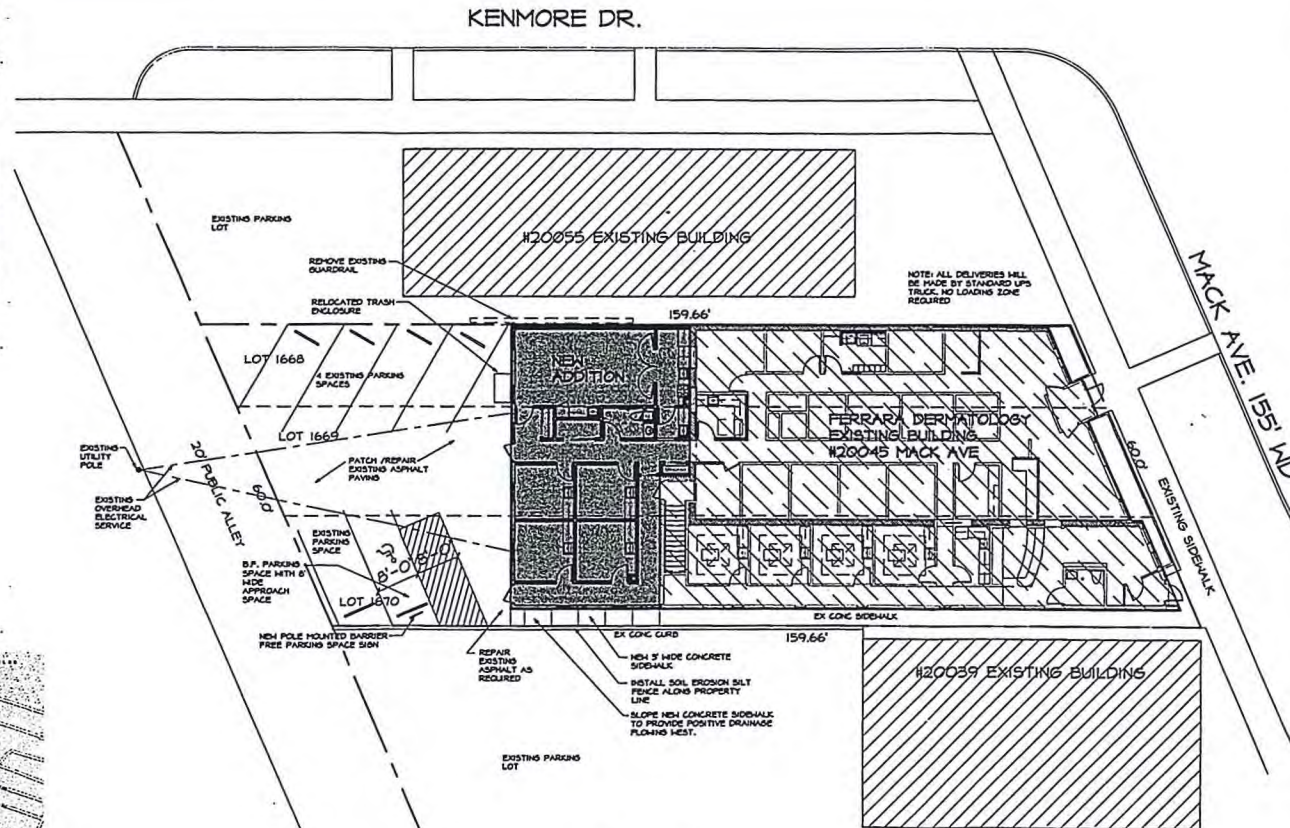 KENMORE DR.
MACK AVE. 155' WD
EXISTING PARKING
LOT
#20055 EXISTING BUILDING
REMOVE EXISTING
GUARDRAIL
NOTE: ALL DELIVERIES WILL
BE MADE BY STANDARD UPS
TRUCK, NO LOADING ZONE
REQUIRED
RELOCATED TRASH
ENCLOSURE
159.66'
LOT 1668
4 EXISTING PARKING
SPACES
NEW
ADDITION
LOT 1669
FERRARA DERMATOLOGY
EXISTING BUILDING
#20045 MACK AVE
60.0'
EXISTING SIDEWALK
EXISTING
UTILITY
POLE
PATCH /REPAIR
EXISTING ASPHALT
PAVING
20' PUBLIC ALLEY
60.0'
EXISTING
OVERHEAD
ELECTRICAL
SERVICE
EXISTING
PARKING
SPACE
8'-0"
8'-0"
B.F. PARKING
SPACE WITH 8'
WIDE
APPROACH
SPACE
LOT 1670
NEW POLE MOUNTED BARRIER
FREE PARKING SPACE SIGN
EX CONC SIDEWALK
EX CONC CURB
159.66'
REPAIR
EXISTING
ASPHALT AS
REQUIRED
NEW 5' WIDE CONCRETE
SIDEWALK
INSTALL SOIL EROSION SILT
FENCE ALONG PROPERTY
LINE
SLOPE NEW CONCRETE SIDEWALK
TO PROVIDE POSITIVE DRAINAGE
FLOWING WEST.
#20039 EXISTING BUILDING
EXISTING PARKING
LOT